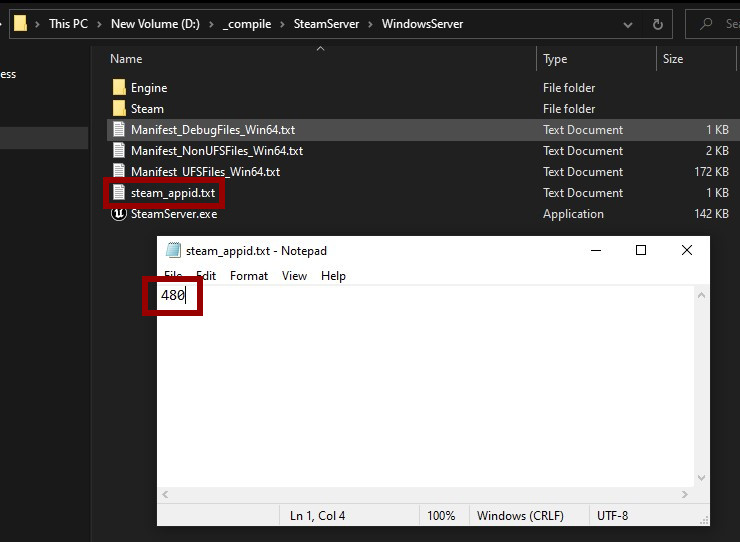 This PC > New Volume (D:) > _compile > SteamServer > WindowsServer
Sea
ess
Name Type Size
Engine File folder
Steam File folder
Manifest_DebugFiles_Win64.txt Text Document 1 KB
Manifest_NonUFSFiles_Win64.txt Text Document 2 KB
Manifest_UFSFiles_Win64.txt Text Document 172 KB
steam_appid.txt Text Document 1 KB
SteamServer.exe Application 142 KB
steam_appid.txt - Notepad
File Edit Format View Help
480
Ln 1, Col 4 100% Windows (CRLF) UTF-8